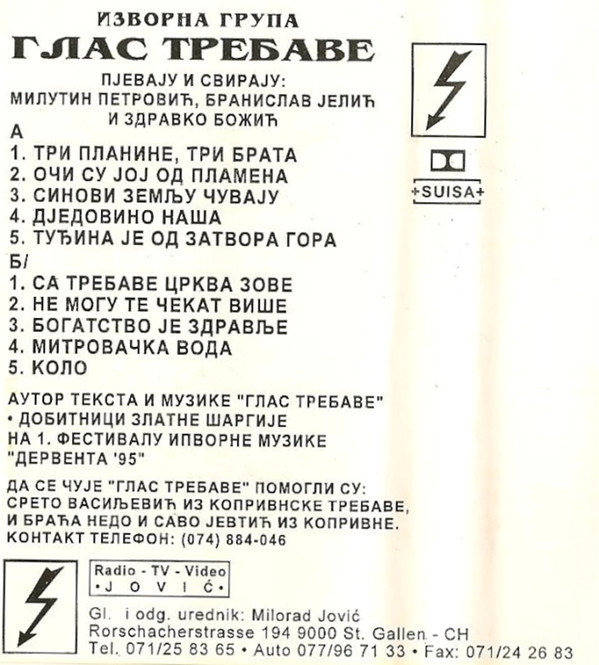 ИЗВОРНА ГРУПА
ГЛАС ТРЕБАВЕ
ПЈЕВАЈУ И СВИРАЈУ:
МИЛУТИН ПЕТРОВИЋ, БРАНИСЛАВ ЈЕЛИЋ
И ЗДРАВКО БОЖИЋ
А
1. ТРИ ПЛАНИНЕ, ТРИ БРАТА
2. ОЧИ СУ ЈОЈ ОД ПЛАМЕНА
3. СИНОВИ ЗЕМЉУ ЧУВАЈУ
4. ДЈЕДОВИНО НАША
5. ТУЂИНА ЈЕ ОД ЗАТВОРА ГОРА
Б/
1. СА ТРЕБАВЕ ЦРКВА ЗОВЕ
2. НЕ МОГУ ТЕ ЧЕКАТ ВИШЕ
3. БОГАТСТВО ЈЕ ЗДРАВЉЕ
4. МИТРОВАЧКА ВОДА
5. КОЛО
АУТОР ТЕКСТА И МУЗИКЕ "ГЛАС ТРЕБАВЕ"
• ДОБИТНИЦИ ЗЛАТНЕ ШАРГИЈЕ
НА 1. ФЕСТИВАЛУ ИПВОРНЕ МУЗИКЕ
"ДЕРВЕНТА '95"
ДА СЕ ЧУЈЕ "ГЛАС ТРЕБАВЕ" ПОМОГЛИ СУ:
СРЕТО ВАСИЉЕВИЋ ИЗ КОПРИВНСКЕ ТРЕБАВЕ,
И БРАЋА НЕДО И САВО ЈЕВТИЋ ИЗ КОПРИВНЕ.
КОНТАКТ ТЕЛЕФОН: (074) 884-046
+SUISA+
Radio - TV - Video
• J O V I Ć •
Gl. i odg. urednik: Milorad Jović
Rorschacherstrasse 194 9000 St. Gallen - CH
Tel. 071/25 83 65 • Auto 077/96 71 33 • Fax: 071/24 26 83